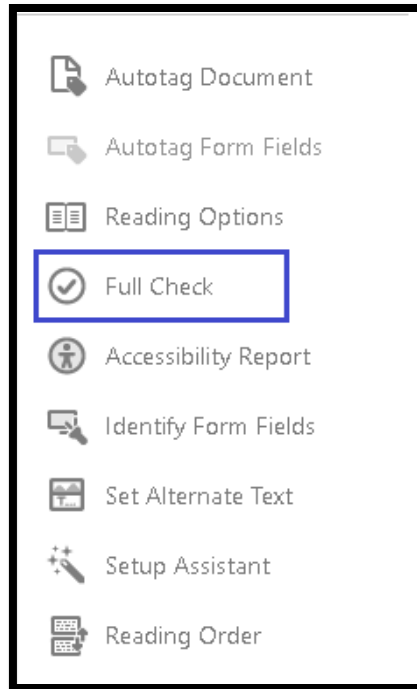 Autotag Document
Autotag Form Fields
Reading Options
Full Check
Accessibility Report
Identify Form Fields
Set Alternate Text
Setup Assistant
Reading Order